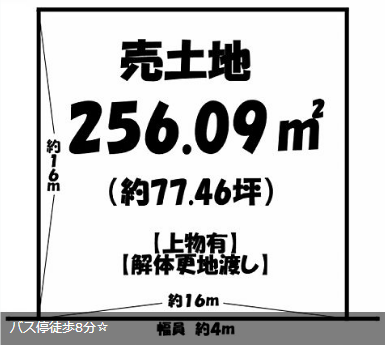 売土地
256.09㎡
(約77.46坪)
約16m
【上物有】
【解体更地渡し】
約16m
バス停徒歩8分☆
幅員 約4m